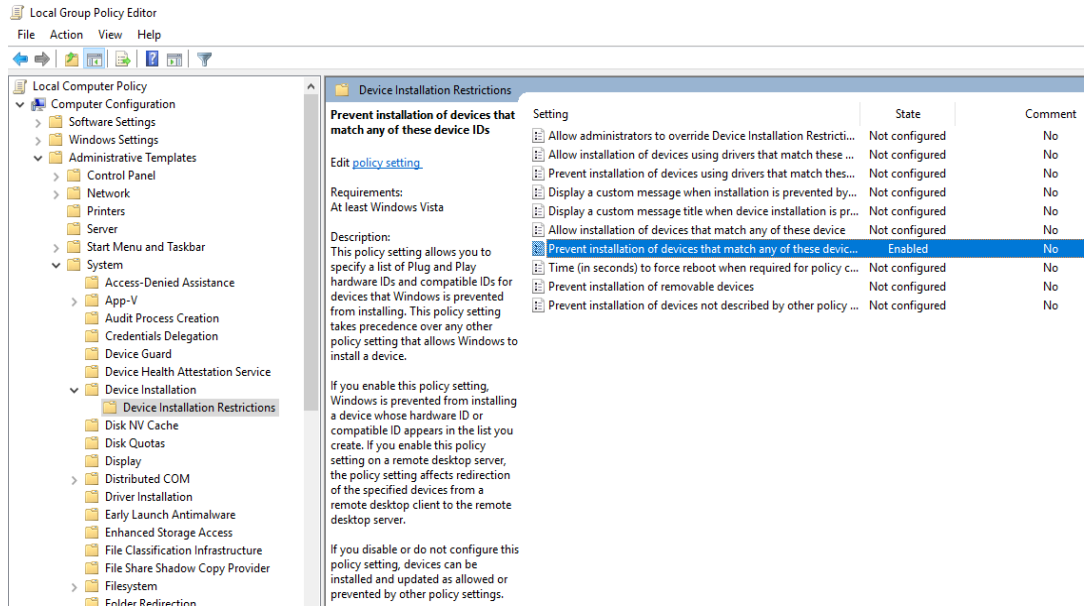 Local Group Policy Editor
File Action View Help
Local Computer Policy
Computer Configuration
Software Settings
Windows Settings
Administrative Templates
Control Panel
Network
Printers
Server
Start Menu and Taskbar
System
Access-Denied Assistance
App-V
Audit Process Creation
Credentials Delegation
Device Guard
Device Health Attestation Service
Device Installation
Device Installation Restrictions
Disk NV Cache
Disk Quotas
Display
Distributed COM
Driver Installation
Early Launch Antimalware
Enhanced Storage Access
File Classification Infrastructure
File Share Shadow Copy Provider
Filesystem
Folder Redirection
Device Installation Restrictions
Prevent installation of devices that
match any of these device IDs
Edit policy setting
Requirements:
At least Windows Vista
Description:
This policy setting allows you to
specify a list of Plug and Play
hardware IDs and compatible IDs for
devices that Windows is prevented
from installing. This policy setting
takes precedence over any other
policy setting that allows Windows to
install a device.
If you enable this policy setting,
Windows is prevented from installing
a device whose hardware ID or
compatible ID appears in the list you
create. If you enable this policy
setting on a remote desktop server,
the policy setting affects redirection
of the specified devices from a
remote desktop client to the remote
desktop server.
If you disable or do not configure this
policy setting, devices can be
installed and updated as allowed or
prevented by other policy settings.
Setting State Comment
Allow administrators to override Device Installation Restricti... Not configured No
Allow installation of devices using drivers that match these ... Not configured No
Prevent installation of devices using drivers that match thes... Not configured No
Display a custom message when installation is prevented by... Not configured No
Display a custom message title when device installation is pr... Not configured No
Allow installation of devices that match any of these device Not configured No
Prevent installation of devices that match any of these devic... Enabled No
Time (in seconds) to force reboot when required for policy c... Not configured No
Prevent installation of removable devices Not configured No
Prevent installation of devices not described by other policy ... Not configured No